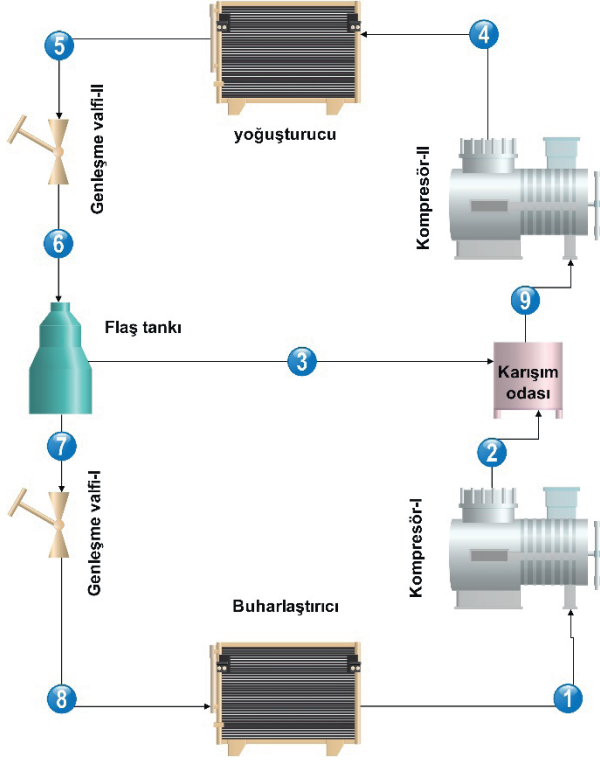 5
4
yoğuşturucu
Genleşme valfi-II
Kompresör-II
6
9
Flaş tankı
3
Karışım
odası
7
2
Genleşme valfi-I
Kompresör-I
Buharlaştırıcı
8
1